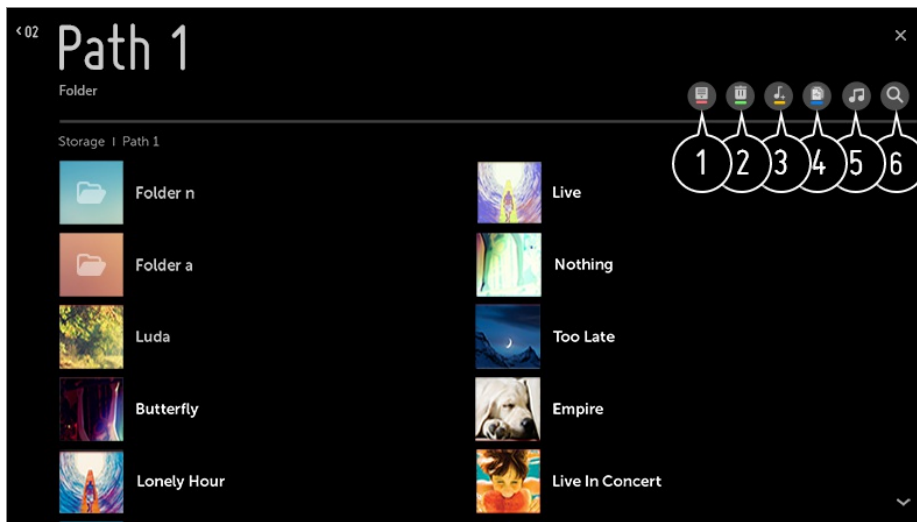 02
Path 1
Folder
Storage | Path 1
1 2 3 4 5 6
Folder n
Live
Folder a
Nothing
Luda
Too Late
Butterfly
Empire
Lonely Hour
Live In Concert